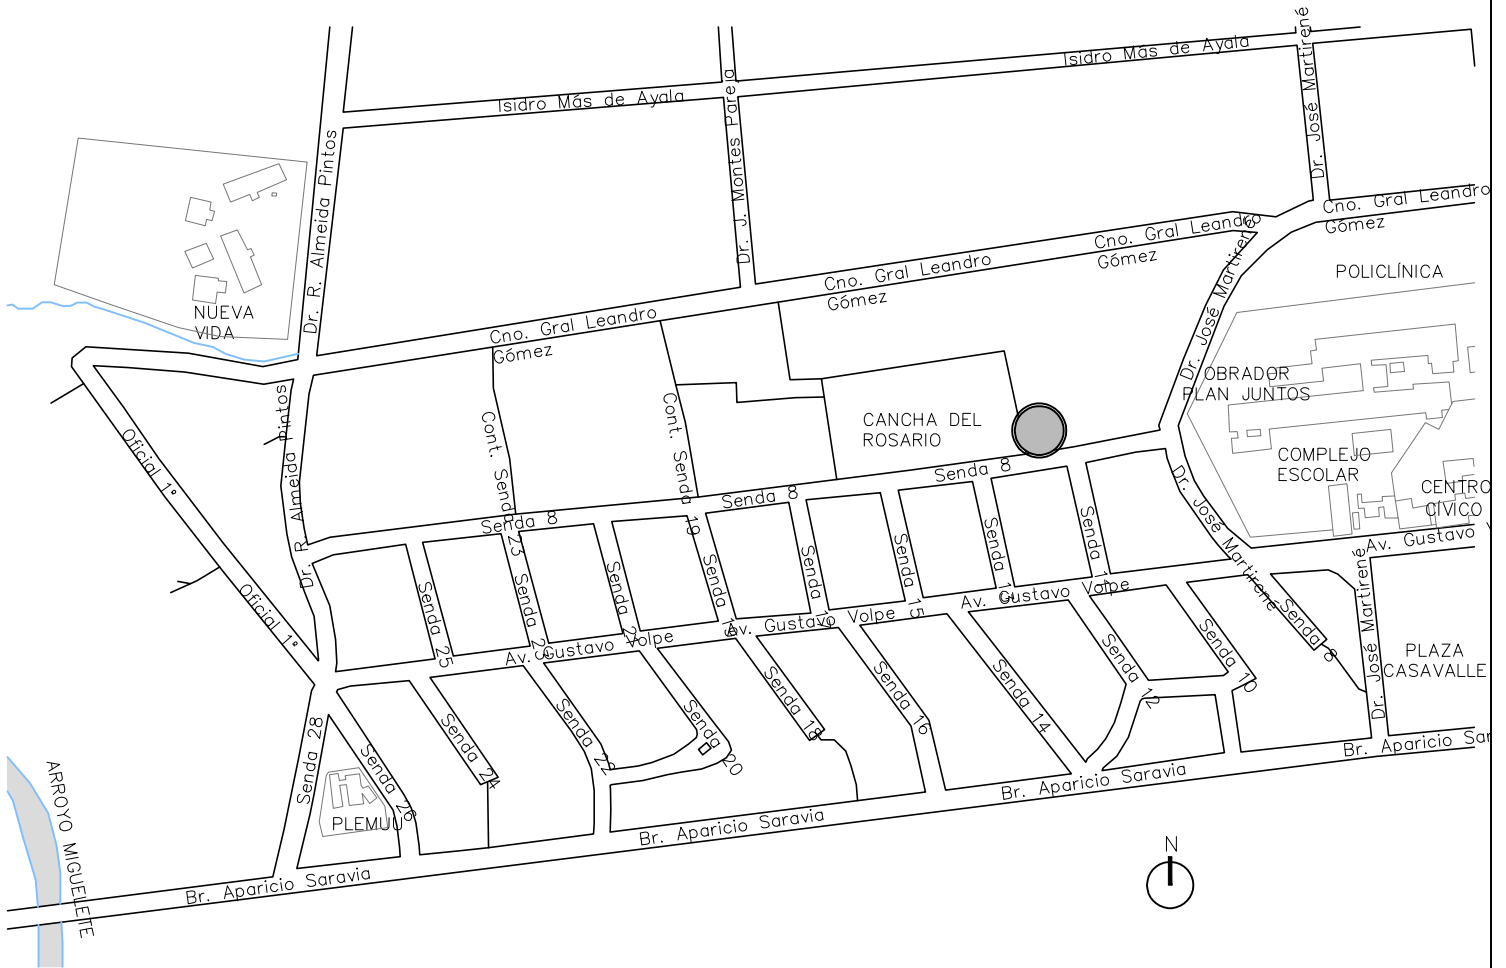 Dr. José Martirené
Isidro Más de Ayala
Isidro Más de Ayala
Dr. J. Montes Pareja
Dr. R. Almeida Pintos
Cno. Gral Leandro
Gómez
Cno. Gral Leandro
Gómez
Cno. Gral Leandro
Gómez
Cno. Gral Leandro
Gómez
Dr. José Martirené
POLICLÍNICA
NUEVA
VIDA
OBRADOR
PLAN JUNTOS
CANCHA DEL
ROSARIO
COMPLEJO
ESCOLAR
CENTRO
CÍVICO
Oficial 1°
Dr. R. Almeida Pintos
Cont. Senda 23
Cont. Senda 19
Senda 8
Senda 8
Senda 8
Dr. José Martirené
Av. Gustavo V
Oficial 1°
Senda 25
Senda 23
Senda 21
Senda 19
Senda 17
Senda 15
Senda 13
Senda 11
Av. Gustavo Volpe
Av. Gustavo Volpe
Av. Gustavo Volpe
Senda 8
Dr. José Martirené
PLAZA
CASAVALLE
Senda 28
Senda 26
Senda 24
Senda 22
Senda 20
Senda 18
Senda 16
Senda 14
Senda 12
Senda 10
PLEMUU
ARROYO MIGUELETE
Br. Aparicio Saravia
Br. Aparicio Saravia
Br. Aparicio Saravia
Br. Aparicio Sar
N